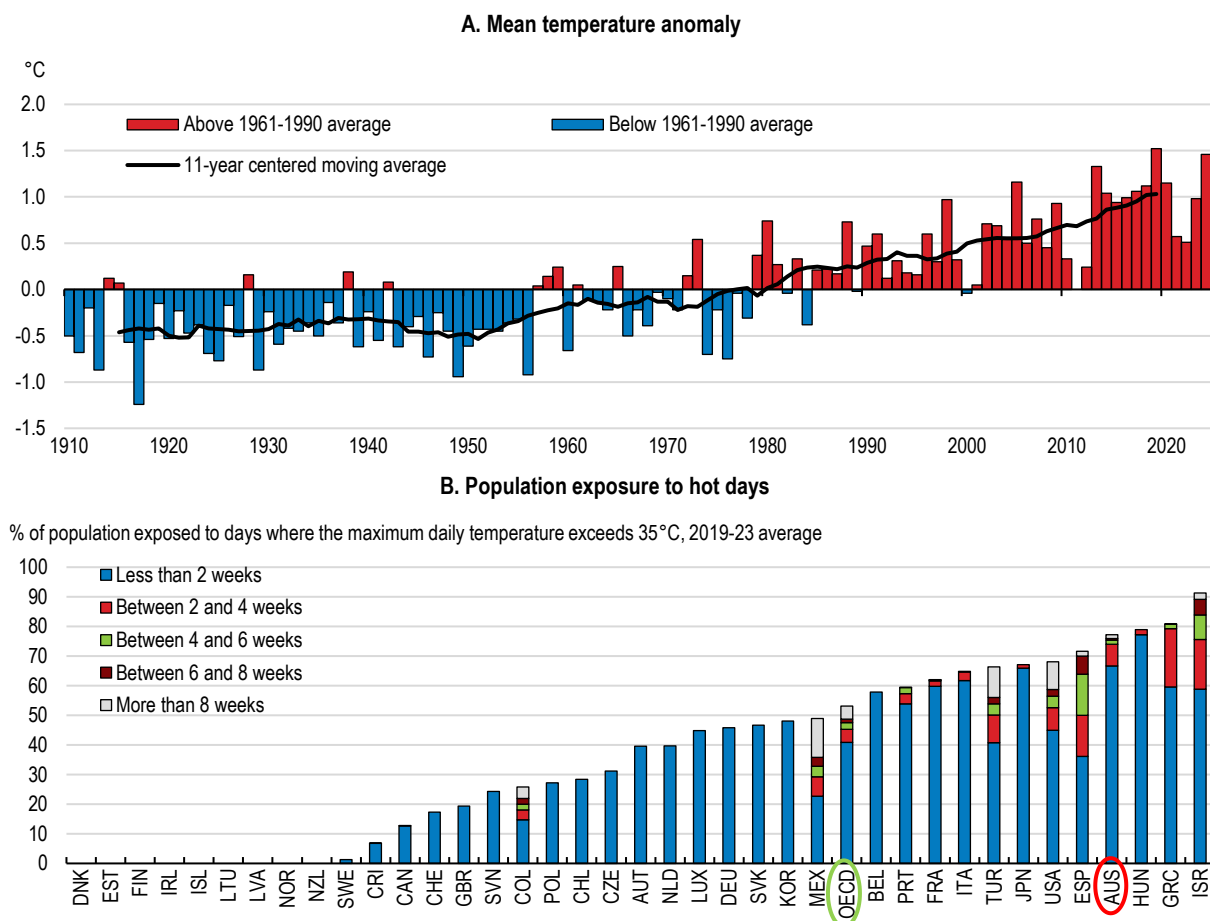 A. Mean temperature anomaly
°C
2.0
Above 1961-1990 average
Below 1961-1990 average
1.5
11-year centered moving average
1.0
0.5
0.0
-0.5
-1.0
-1.5
1910 1920 1930 1940 1950 1960 1970 1980 1990 2000 2010 2020
B. Population exposure to hot days
% of population exposed to days where the maximum daily temperature exceeds 35°C, 2019-23 average
100
Less than 2 weeks
90
Between 2 and 4 weeks
80
Between 4 and 6 weeks
70
Between 6 and 8 weeks
60
More than 8 weeks
50
40
30
20
10
0
DNK EST FIN IRL ISL LTU LVA NOR NZL SWE CRI CAN CHE GBR SVN COL POL CHL CZE AUT NLD LUX DEU SVK KOR MEX OECD BEL PRT FRA ITA TUR JPN USA ESP AUS HUN GRC ISR